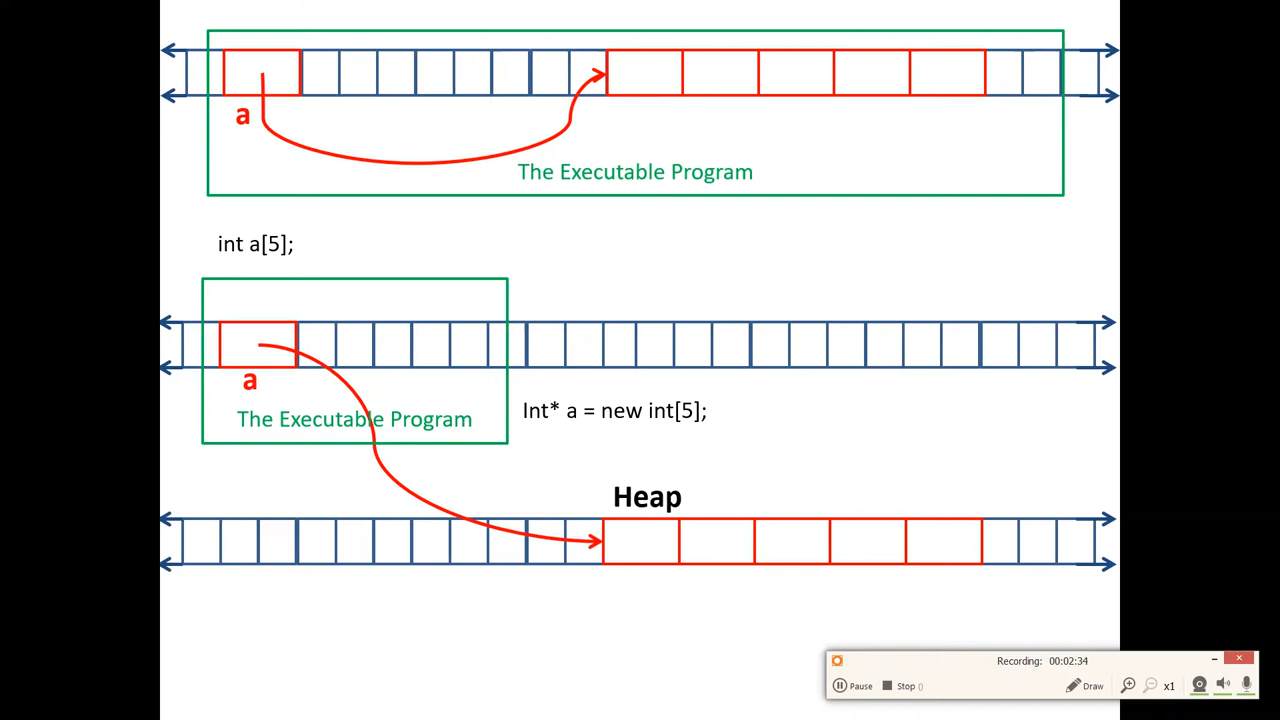 a
The Executable Program
int a[5];
a
The Executable Program
Int* a = new int[5];
Heap
Recording: 00:02:34
Pause Stop () Draw x1